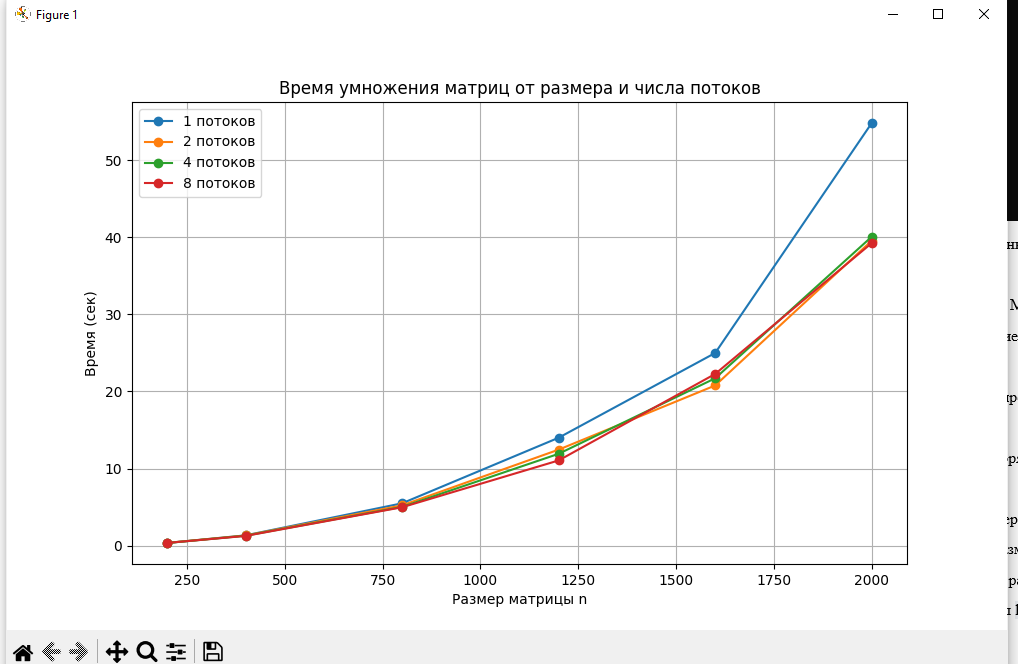 Figure 1
Время умножения матриц от размера и числа потоков
1 потоков
2 потоков
4 потоков
8 потоков
50
40
30
20
10
0
Время (сек)
250 500 750 1000 1250 1500 1750 2000
Размер матрицы n